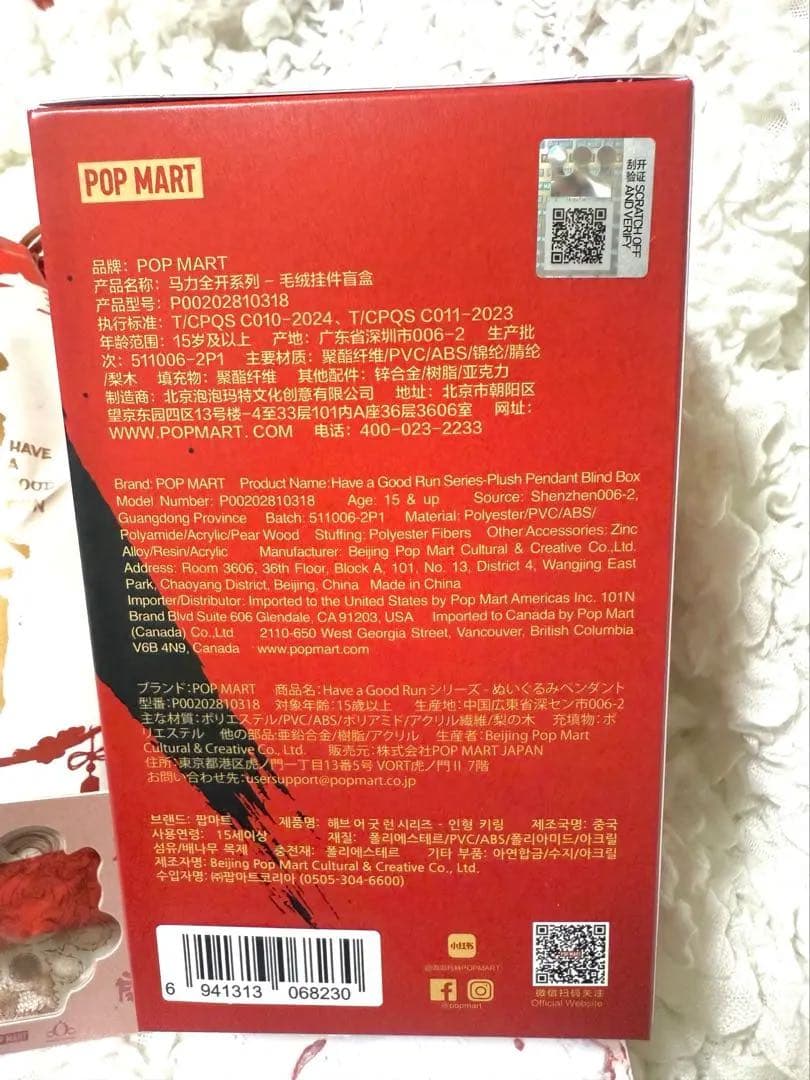 POP MART
刮开
验证
SCRATCH OFF
AND VERIFY
品牌：POP MART
产品名称：马力全开系列－毛绒挂件盲盒
产品型号：P00202810318
执行标准：T/CPQS C010-2024、T/CPQS C011-2023
年龄范围：15岁及以上 产地：广东省深圳市006-2 生产批
次：511006-2P1 主要材质：聚酯纤维/PVC/ABS/锦纶/腈纶
/梨木 填充物：聚酯纤维 其他配件：锌合金/树脂/亚克力
制造商：北京泡泡玛特文化创意有限公司 地址：北京市朝阳区
望京东园四区13号楼-4至33层101内A座36层3606室 网址：
WWW.POPMART.COM 电话：400-023-2233
Brand: POP MART Product Name:Have a Good Run Series-Plush Pendant Blind Box
Model Number: P00202810318 Age: 15 & up Source: Shenzhen006-2,
Guangdong Province Batch: 511006-2P1 Material: Polyester/PVC/ABS/
Polyamide/Acrylic/Pear Wood Stuffing: Polyester Fibers Other Accessories: Zinc
Alloy/Resin/Acrylic Manufacturer: Beijing Pop Mart Cultural & Creative Co.,Ltd.
Address: Room 3606, 36th Floor, Block A, 101, No. 13, District 4, Wangjing East
Park, Chaoyang District, Beijing, China Made in China
Importer/Distributor: Imported to the United States by Pop Mart Americas Inc. 101N
Brand Blvd Suite 606 Glendale, CA 91203, USA Imported to Canada by Pop Mart
(Canada) Co.,Ltd 2110-650 West Georgia Street, Vancouver, British Columbia
V6B 4N9, Canada www.popmart.com
ブランド：POP MART 商品名：Have a Good Run シリーズ - ぬいぐるみペンダント
型番：P00202810318 対象年齢：15歳以上 生産地：中国広東省深セン市006-2
主な材質：ポリエステル/PVC/ABS/ポリアミド/アクリル繊維/梨の木 充填物：ポ
リエステル 他の部品：亜鉛合金/樹脂/アクリル 生産者：Beijing Pop Mart
Cultural & Creative Co., Ltd. 販売元：株式会社POP MART JAPAN
住所：東京都港区虎ノ門一丁目13番5号 VORT虎ノ門Ⅱ 7階
お問い合わせ先：usersupport@popmart.co.jp
브랜드: 팝마트 제품명: 해브 어 굿 런 시리즈 - 인형 키링 제조국명: 중국
사용연령: 15세이상 재질: 폴리에스테르/PVC/ABS/폴리아미드/아크릴
섬유/배나무 목제 충전재: 폴리에스테르 기타 부품: 아연합금/수지/아크릴
제조자명: Beijing Pop Mart Cultural & Creative Co., Ltd.
수입자명: ㈜팝마트코리아 (0505-304-6600)
6 941313 068230
小红书
@泡泡玛特POPMART
@popmart
微信扫码关注
Official Website
HAVE
A